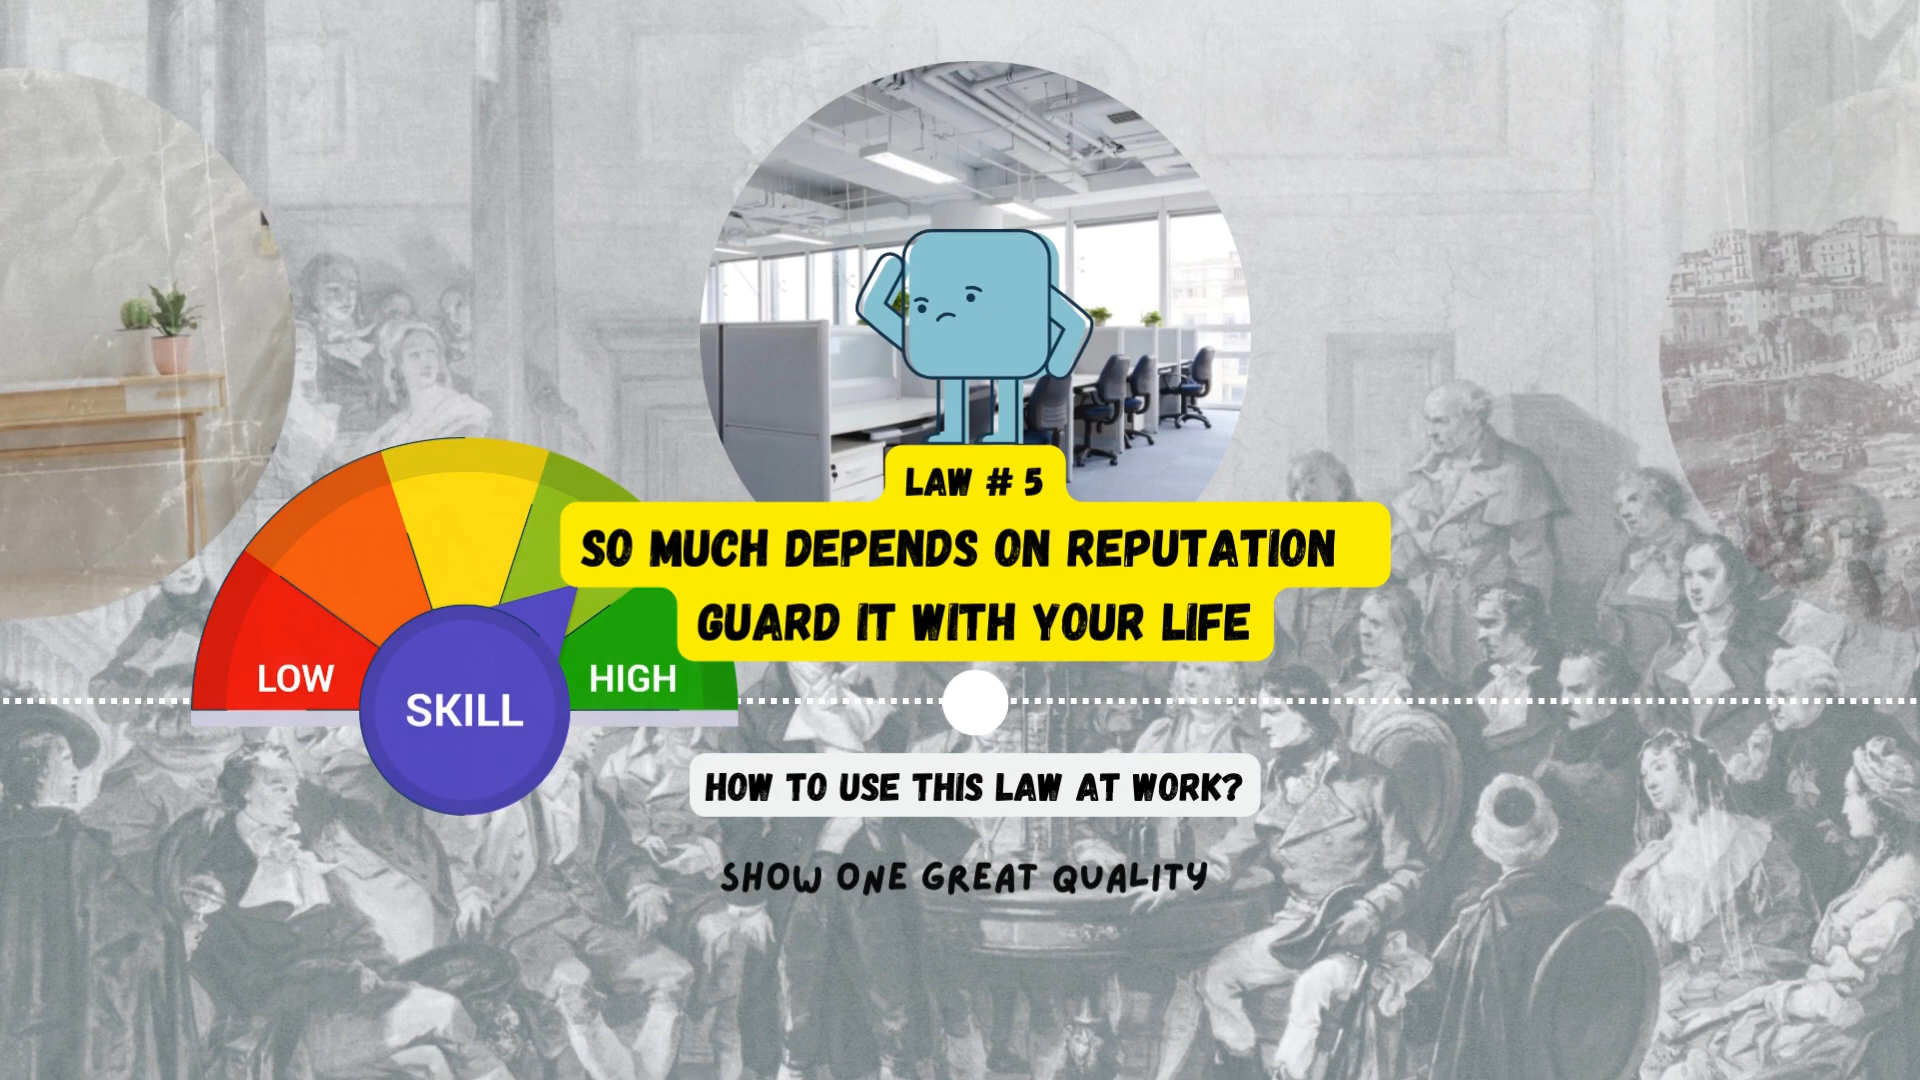 LAW # 5
SO MUCH DEPENDS ON REPUTATION
GUARD IT WITH YOUR LIFE
LOW
HIGH
SKILL
HOW TO USE THIS LAW AT WORK?
SHOW ONE GREAT QUALITY